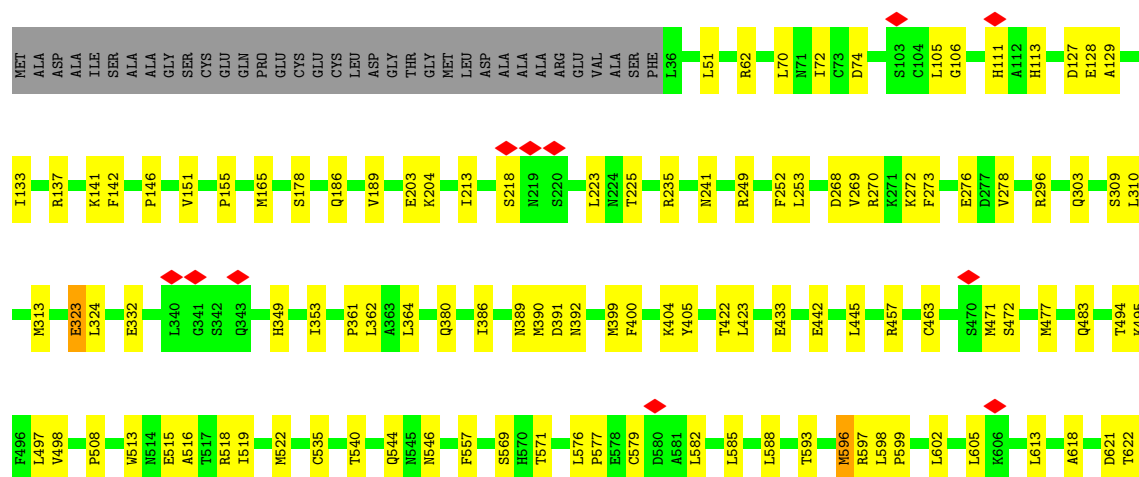 MET ALA ASP ALA ILE SER ALA ALA GLY SER CYS GLU GLN PRO GLU CYS GLU CYS LEU ASP GLY THR GLY MET LEU ASP ALA ALA ALA ARG GLU VAL ALA SER PHE L36 L51 R62 L70 N71 I72 C73 D74 S103 C104 L105 G106 H111 A112 H113 D127 E128 A129
I133 R137 K141 F142 P146 V151 P155 M165 S178 Q186 V189 E203 K204 I213 S218 N219 S220 L223 N224 T225 R235 N241 R249 F252 L253 D268 V269 R270 K271 K272 F273 E276 D277 V278 R296 Q303 S309 L310
M313 E323 L324 E332 L340 G341 S342 Q343 H349 I353 P361 L362 A363 L364 Q380 I386 N389 M390 D391 N392 M399 F400 K404 Y405 T422 L423 E433 E442 L445 R457 C463 S470 M471 S472 M477 Q483 T494 K495
F496 L497 V498 P508 W513 N514 E515 A516 T517 R518 I519 M522 C535 T540 Q544 N545 N546 F557 S569 H570 T571 L576 P577 E578 C579 D580 A581 L582 L585 L588 T593 M596 R597 L598 P599 L602 L605 K606 L613 A618 D621 T622